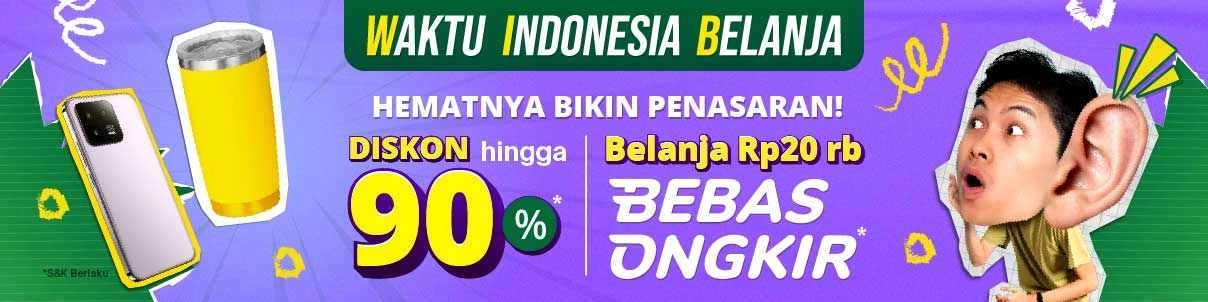 WAKTU INDONESIA BELANJA
HEMATNYA BIKIN PENASARAN!
DISKON hingga
90%*
Belanja Rp20 rb
BEBAS
ONGKIR*
*S&K Berlaku